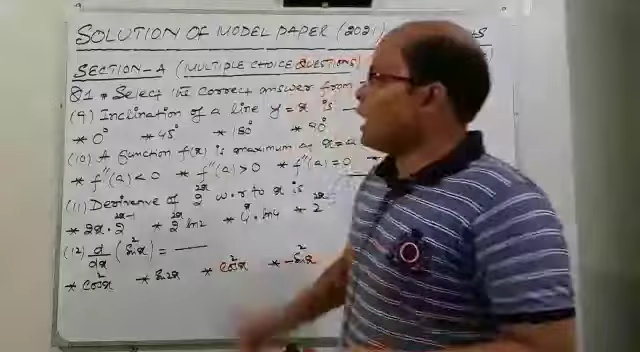 SOLUTION OF MODEL PAPER (2021)
SECTION-A (MULTIPLE CHOICE QUESTIONS)
Q1 * Select the correct answer from
(9) Inclination of a line y = x is
* 0° * 45° * 180° * 90°
(10) A function f(x) is maximum at x = a
* f''(a) < 0 * f''(a) > 0 * f''(a) = 0 *
(11) Derivative of 2^2x w.r to x is
* 2x.2^2x-1 * 2^2x ln2 * 4^x.ln4 * 2^2x-
(12) d/dx (Sin²x) = ——
* Cos²x * Sin2x * Cos²x * -Sin²x